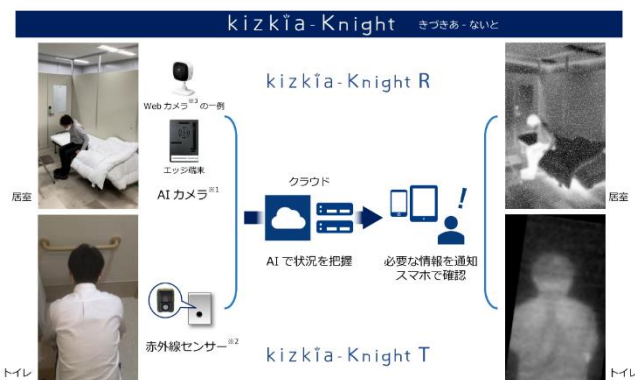 kizkia-Knight きづきあ-ないと
kizkia-Knight R
Webカメラ※3の一例
エッジ端末
AIカメラ※1
居室
クラウド
AIで状況を把握
必要な情報を通知
スマホで確認
!
居室
赤外線センサー※2
kizkia-Knight T
トイレ
トイレ